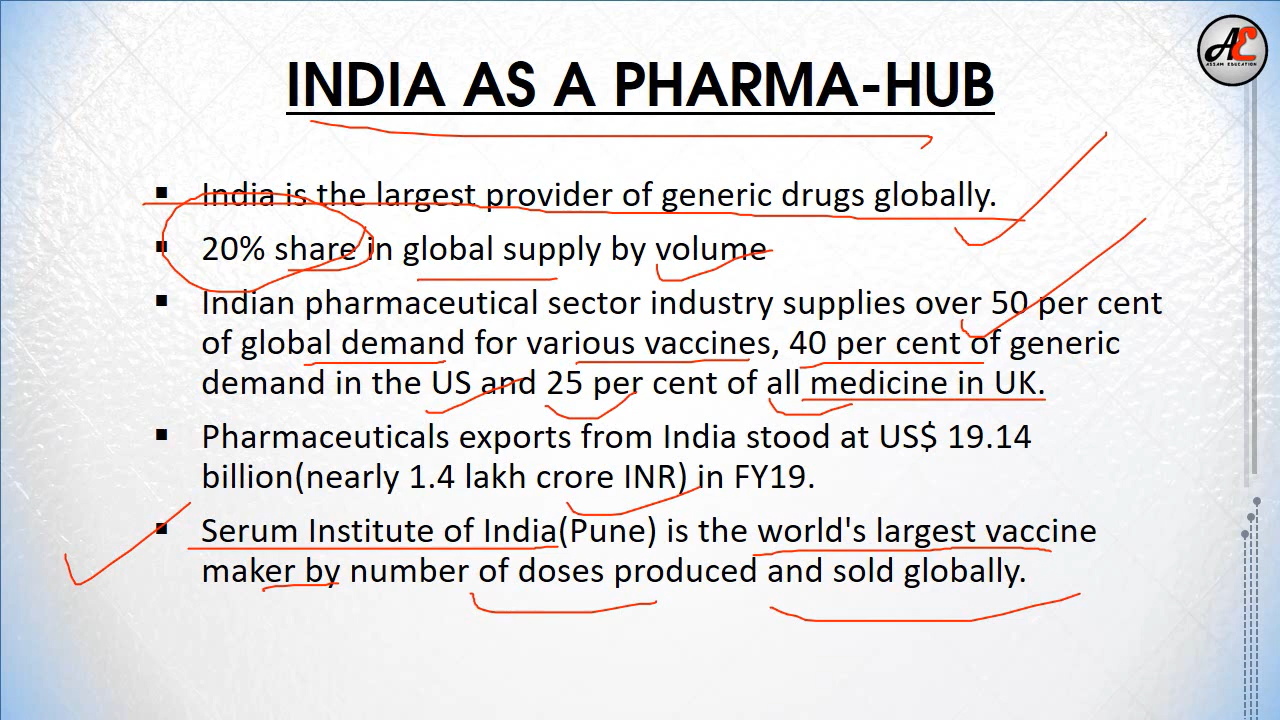 INDIA AS A PHARMA-HUB
AE
ASSAM EDUCATION
▪ India is the largest provider of generic drugs globally.
▪ 20% share in global supply by volume
▪ Indian pharmaceutical sector industry supplies over 50 per cent
of global demand for various vaccines, 40 per cent of generic
demand in the US and 25 per cent of all medicine in UK.
▪ Pharmaceuticals exports from India stood at US$ 19.14
billion(nearly 1.4 lakh crore INR) in FY19.
▪ Serum Institute of India(Pune) is the world's largest vaccine
maker by number of doses produced and sold globally.